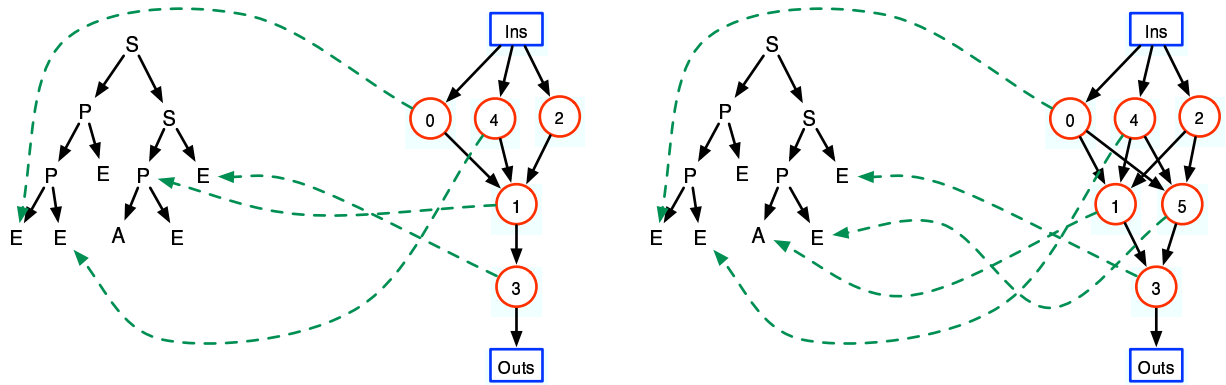 Ins Ins
S S
P S 0 4 2 P S 0 4 2
P E P E P E P E
1 1 5
E E A E E E A E
3 3
Outs Outs